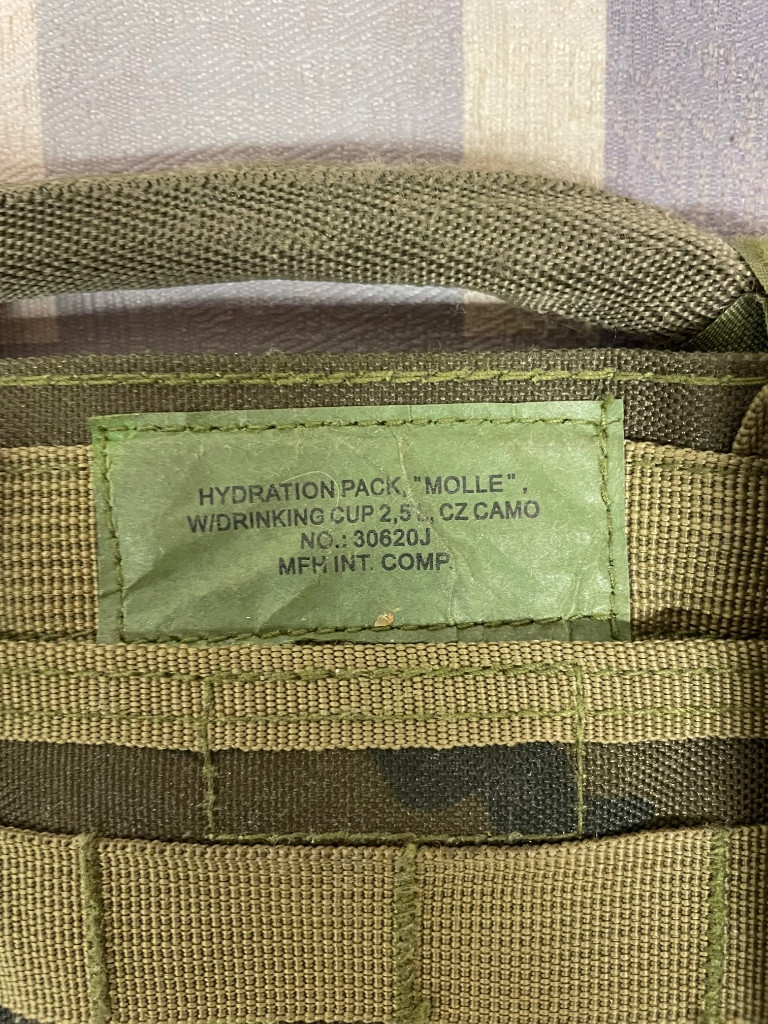 HYDRATION PACK, "MOLLE",
W/DRINKING CUP 2,5 L, CZ CAMO
NO.: 30620J
MFH INT. COMP.